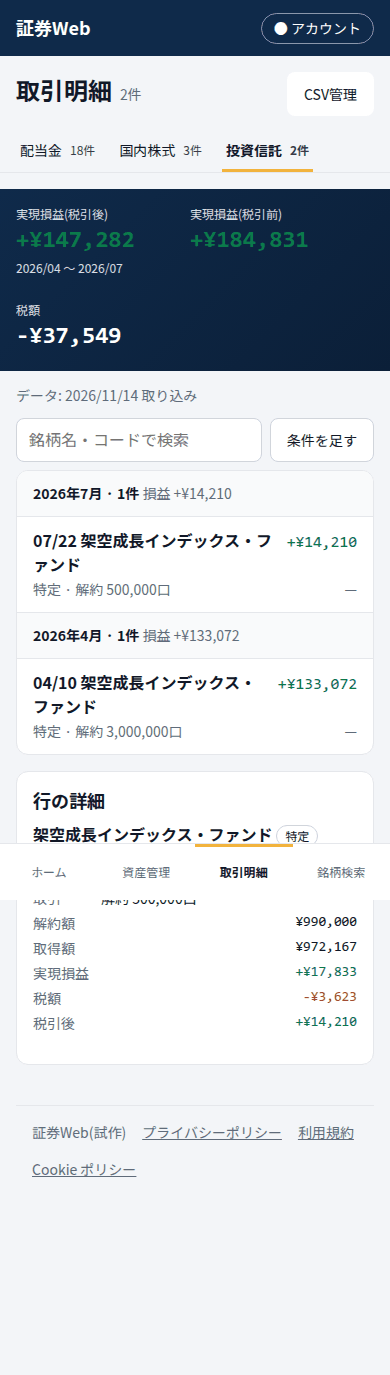 証券Web
アカウント
取引明細 2件
CSV管理
配当金 18件 国内株式 3件 投資信託 2件
実現損益(税引後) 実現損益(税引前)
+¥147,282 +¥184,831
2026/04 〜 2026/07
税額
-¥37,549
データ: 2026/11/14 取り込み
銘柄名・コードで検索
条件を足す
2026年7月 · 1件 損益 +¥14,210
07/22 架空成長インデックス・フ +¥14,210
ァンド
特定 · 解約 500,000口 —
2026年4月 · 1件 損益 +¥133,072
04/10 架空成長インデックス・ +¥133,072
ファンド
特定 · 解約 3,000,000口 —
行の詳細
架空成長インデックス・ファンド 特定
ホーム 資産管理 取引明細 銘柄検索
取引 解約 500,000口
解約額 ¥990,000
取得額 ¥972,167
実現損益 +¥17,833
税額 -¥3,623
税引後 +¥14,210
証券Web(試作) プライバシーポリシー 利用規約
Cookie ポリシー